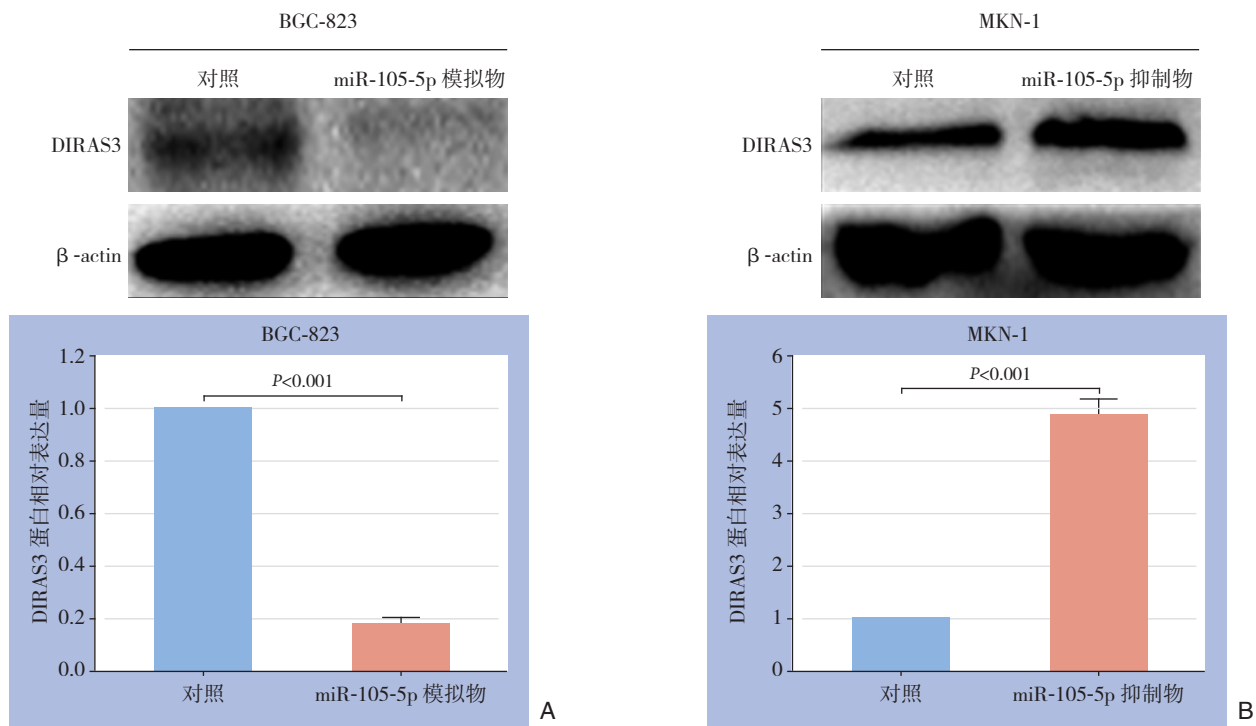 BGC-823
对照
miR-105-5p 模拟物
DIRAS3
β-actin
BGC-823
DIRAS3 蛋白相对表达量
1.2
1.0
0.8
0.6
0.4
0.2
0.0
P<0.001
对照
miR-105-5p 模拟物
A
MKN-1
对照
miR-105-5p 抑制物
DIRAS3
β-actin
MKN-1
DIRAS3 蛋白相对表达量
6
5
4
3
2
1
0
P<0.001
对照
miR-105-5p 抑制物
B